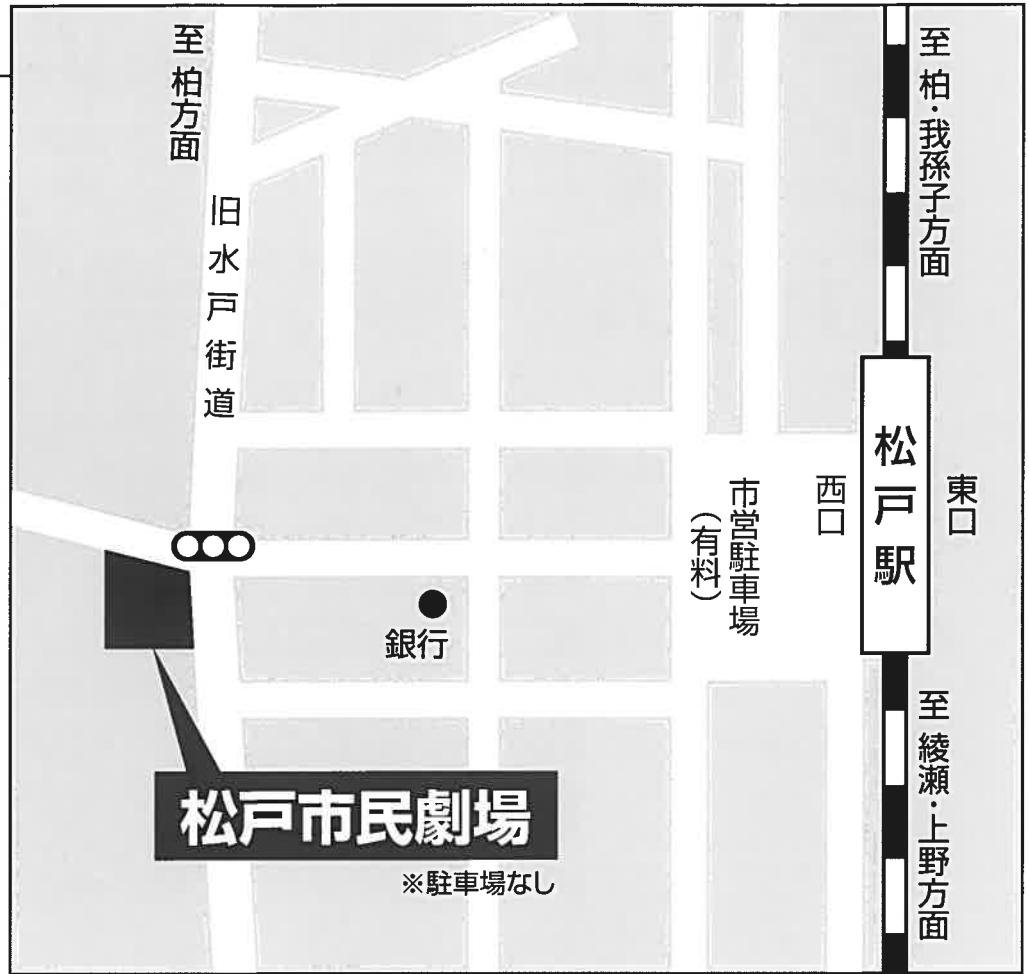 至 柏方面
旧水戸街道
至 柏・我孫子方面
松戸駅
東口
西口
市営駐車場
（有料）
銀行
至 綾瀬・上野方面
松戸市民劇場
※駐車場なし